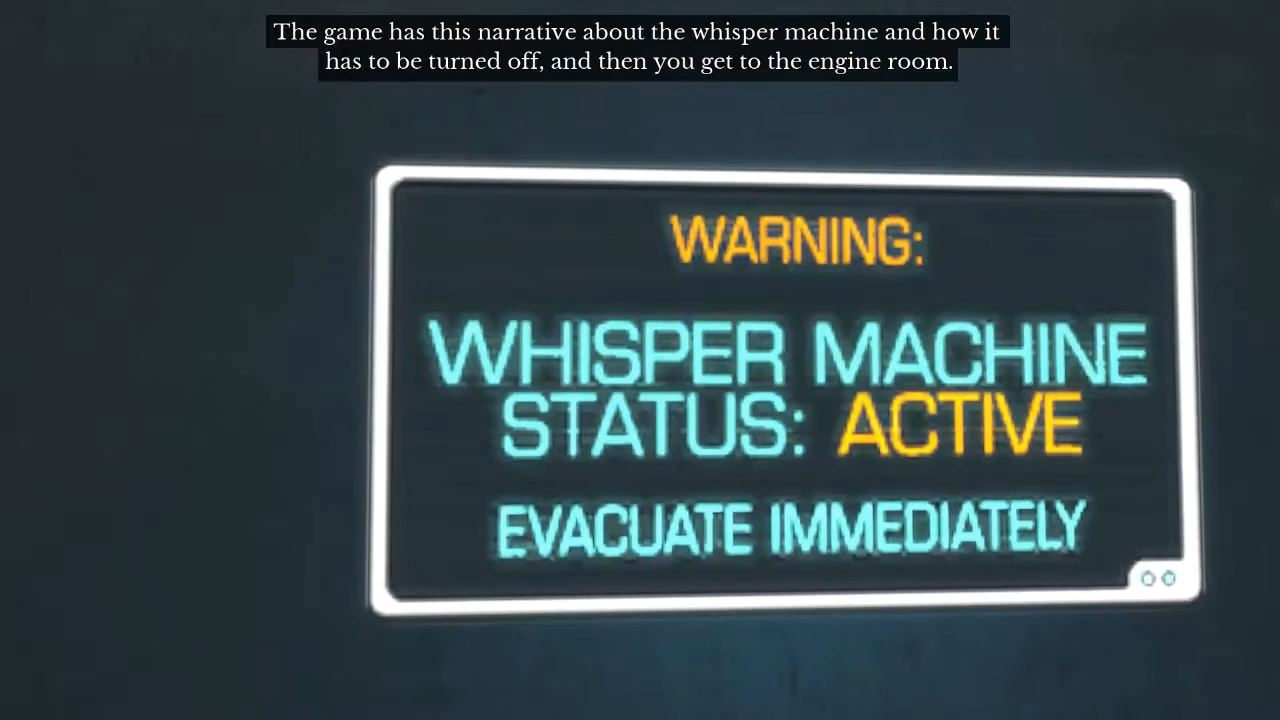 The game has this narrative about the whisper machine and how it
has to be turned off, and then you get to the engine room.
WARNING:
WHISPER MACHINE
STATUS: ACTIVE
EVACUATE IMMEDIATELY